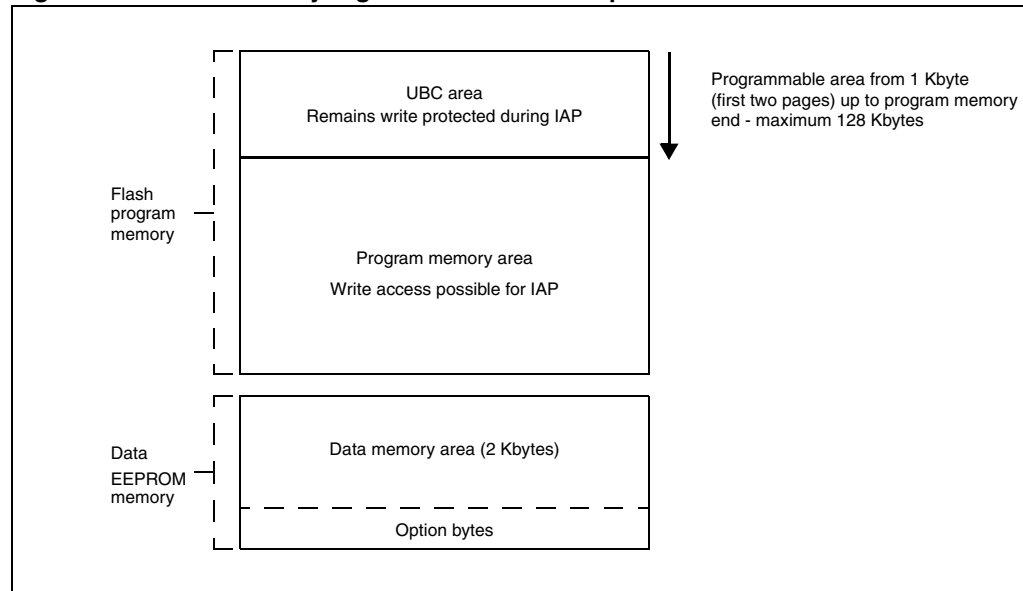 UBC area
Remains write protected during IAP
Programmable area from 1 Kbyte
(first two pages) up to program memory
end - maximum 128 Kbytes
Flash
program
memory
Program memory area
Write access possible for IAP
Data
EEPROM
memory
Data memory area (2 Kbytes)
Option bytes